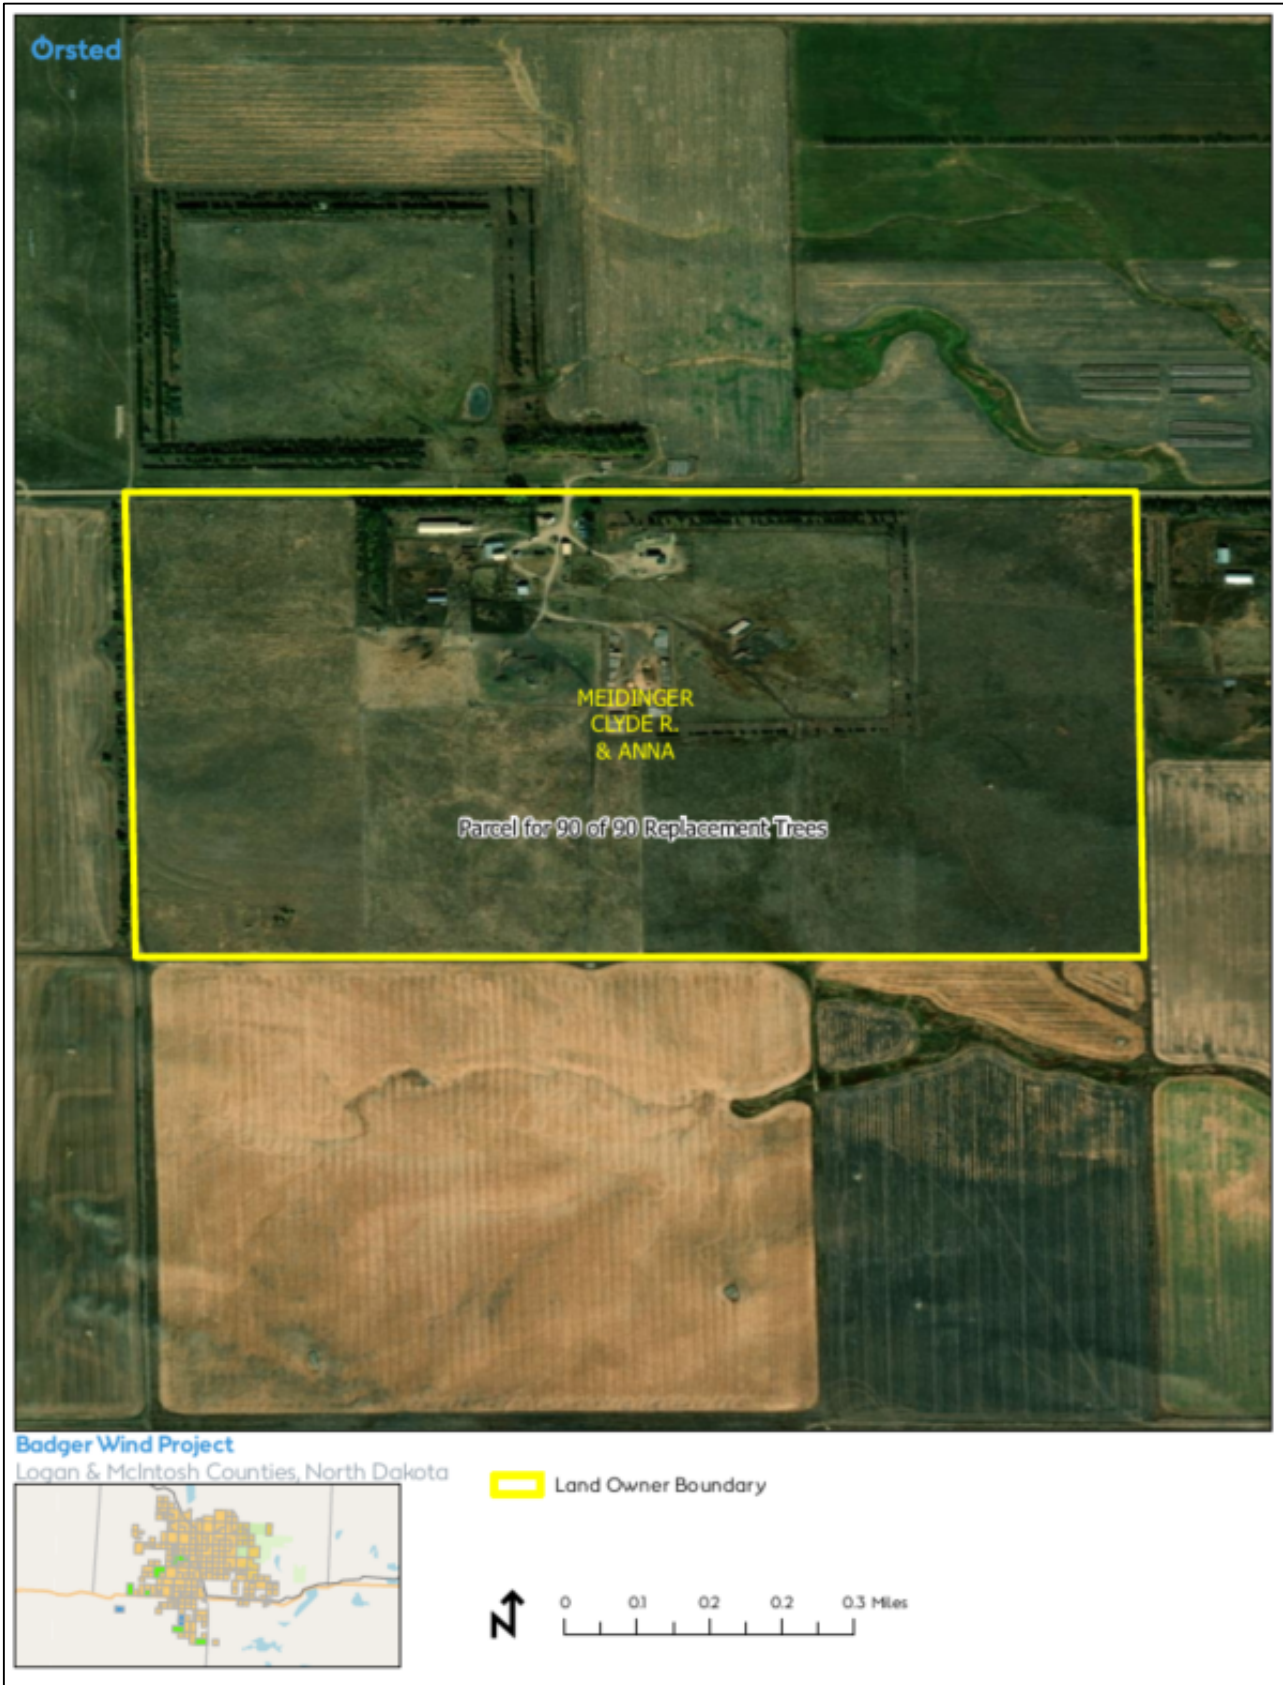 Ørsted
MEIDINGER
CLYDE R.
& ANNA
Parcel for 90 of 90 Replacement Trees
Badger Wind Project
Logan & McIntosh Counties, North Dakota
Land Owner Boundary
N
0 0.1 0.2 0.2 0.3 Miles